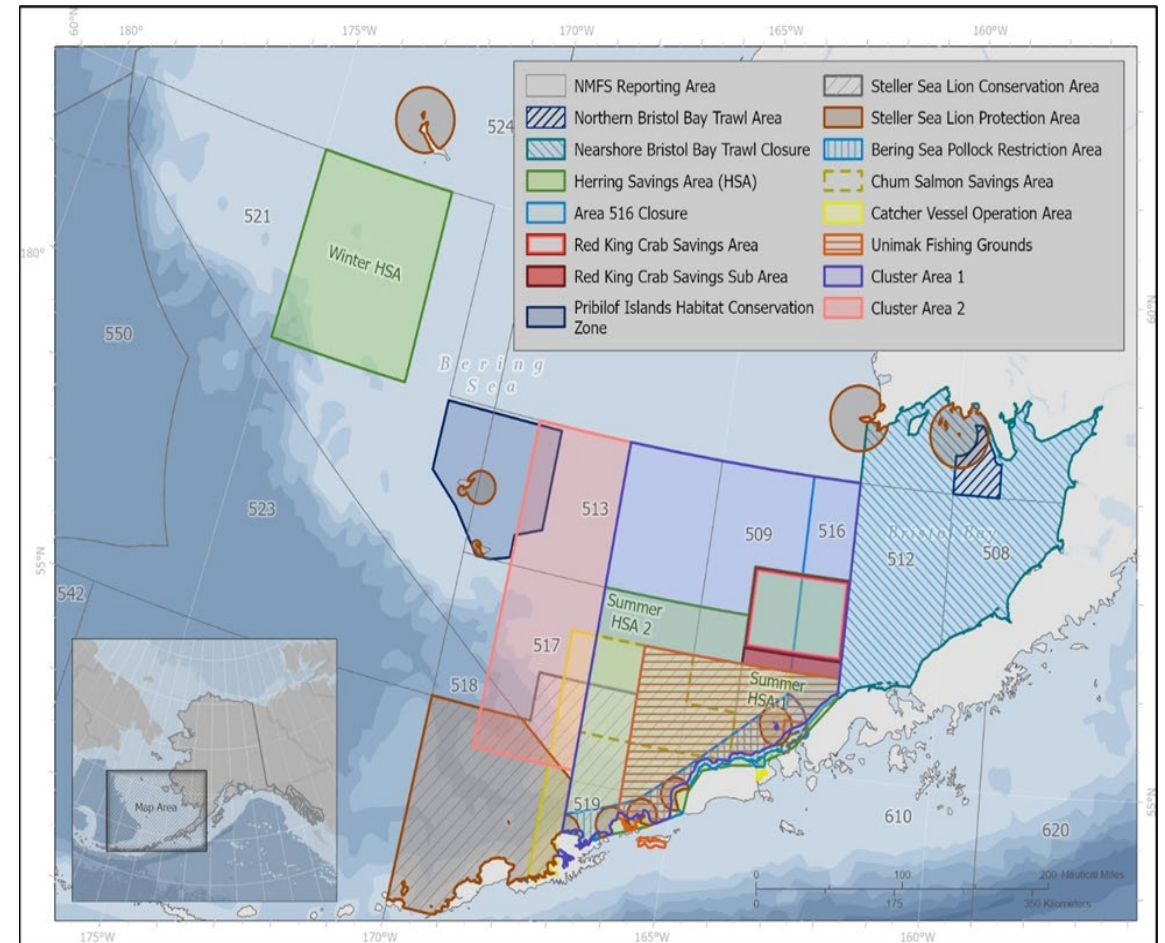 60°N
180°
175°W
170°W
165°W
160°W
NMFS Reporting Area
Northern Bristol Bay Trawl Area
Nearshore Bristol Bay Trawl Closure
Herring Savings Area (HSA)
Area 516 Closure
Red King Crab Savings Area
Red King Crab Savings Sub Area
Pribilof Islands Habitat Conservation
Zone
Steller Sea Lion Conservation Area
Steller Sea Lion Protection Area
Bering Sea Pollock Restriction Area
Chum Salmon Savings Area
Catcher Vessel Operation Area
Unimak Fishing Grounds
Cluster Area 1
Cluster Area 2
524
521
180°
Winter HSA
60°N
550
Bering
Sea
523
513
509
516
Bristol Bay
512
508
55°N
542
Summer
HSA 2
517
518
Summer
HSA 1
519
Map Area
610
620
55°N
0
100
200 Nautical Miles
0
175
350 Kilometers
175°W
170°W
165°W
160°W